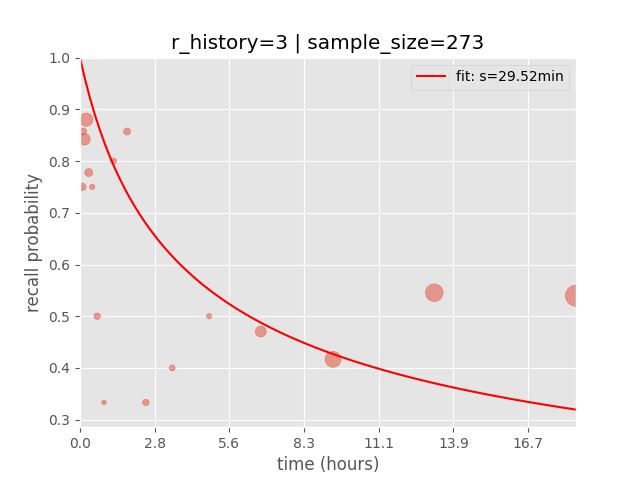 r_history=3 | sample_size=273
fit: s=29.52min
recall probability
1.0
0.9
0.8
0.7
0.6
0.5
0.4
0.3
0.0 2.8 5.6 8.3 11.1 13.9 16.7
time (hours)